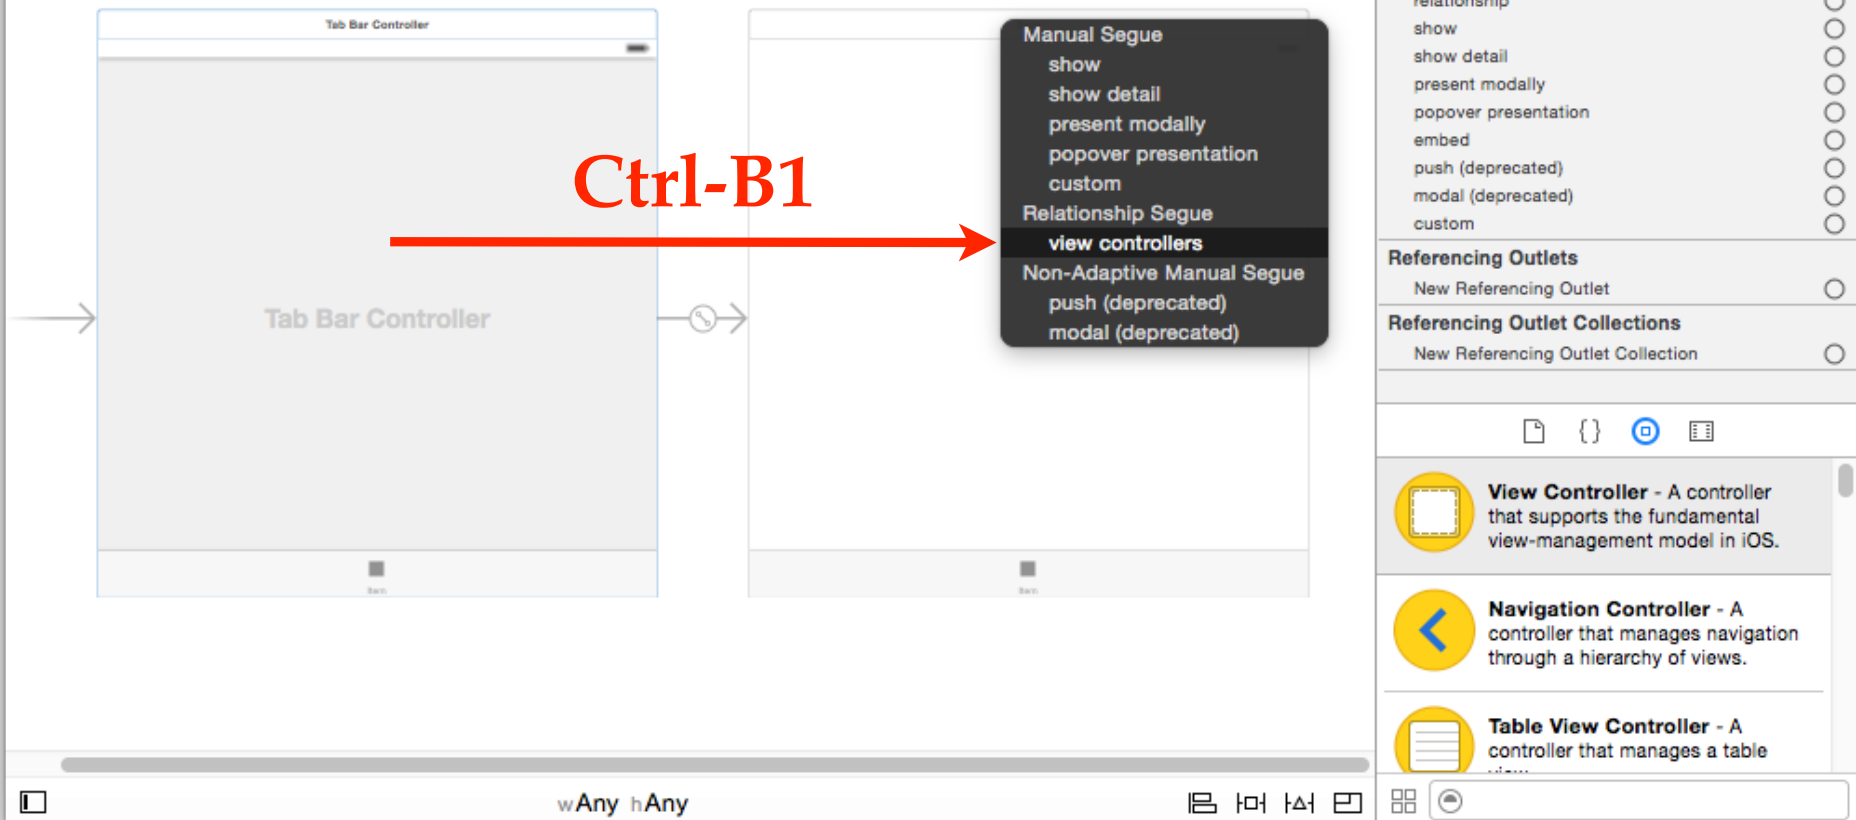 Tab Bar Controller
Ctrl-B1
Tab Bar Controller
Item
Item
Manual Segue
show
show detail
present modally
popover presentation
custom
Relationship Segue
view controllers
Non-Adaptive Manual Segue
push (deprecated)
modal (deprecated)
wAny hAny
relationship
show
show detail
present modally
popover presentation
embed
push (deprecated)
modal (deprecated)
custom
Referencing Outlets
New Referencing Outlet
Referencing Outlet Collections
New Referencing Outlet Collection
{}
View Controller - A controller
that supports the fundamental
view-management model in iOS.
Navigation Controller - A
controller that manages navigation
through a hierarchy of views.
Table View Controller - A
controller that manages a table